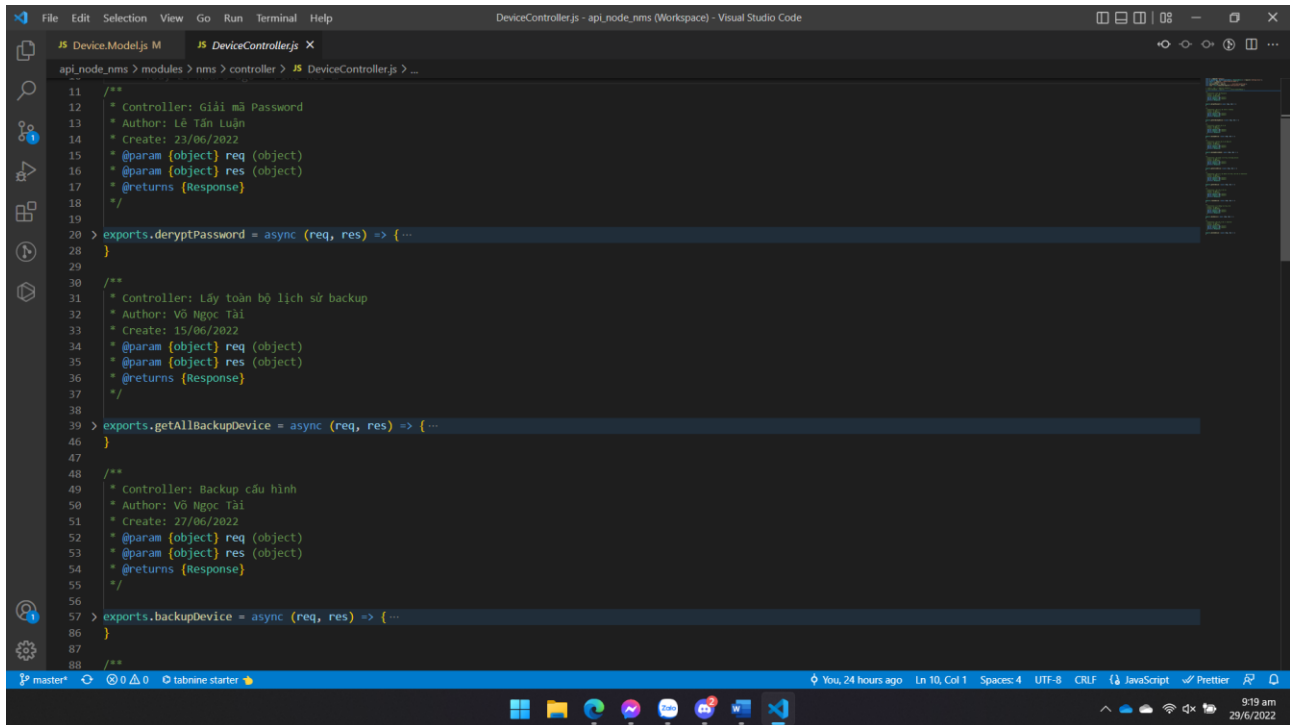 File Edit Selection View Go Run Terminal Help
DeviceController.js - api_node_nms (Workspace) - Visual Studio Code
JS Device.Model.js M
JS DeviceController.js
api_node_nms > modules > nms > controller > JS DeviceController.js > ...
11 /**
12 * Controller: Giải mã Password
13 * Author: Lê Tấn Luận
14 * Create: 23/06/2022
15 * @param {object} req (object)
16 * @param {object} res (object)
17 * @returns {Response}
18 */
19
20 > exports.deryptPassword = async (req, res) => { ...
28 }
29
30 /**
31 * Controller: Lấy toàn bộ lịch sử backup
32 * Author: Võ Ngọc Tài
33 * Create: 15/06/2022
34 * @param {object} req (object)
35 * @param {object} res (object)
36 * @returns {Response}
37 */
38
39 > exports.getAllBackupDevice = async (req, res) => { ...
46 }
47
48 /**
49 * Controller: Backup cấu hình
50 * Author: Võ Ngọc Tài
51 * Create: 27/06/2022
52 * @param {object} req (object)
53 * @param {object} res (object)
54 * @returns {Response}
55 */
56
57 > exports.backupDevice = async (req, res) => { ...
86 }
87
88 /**
master* 0 0 tabnine starter
You, 24 hours ago Ln 10, Col 1 Spaces: 4 UTF-8 CRLF JavaScript Prettier
Zalo 2
9:19 am
29/6/2022